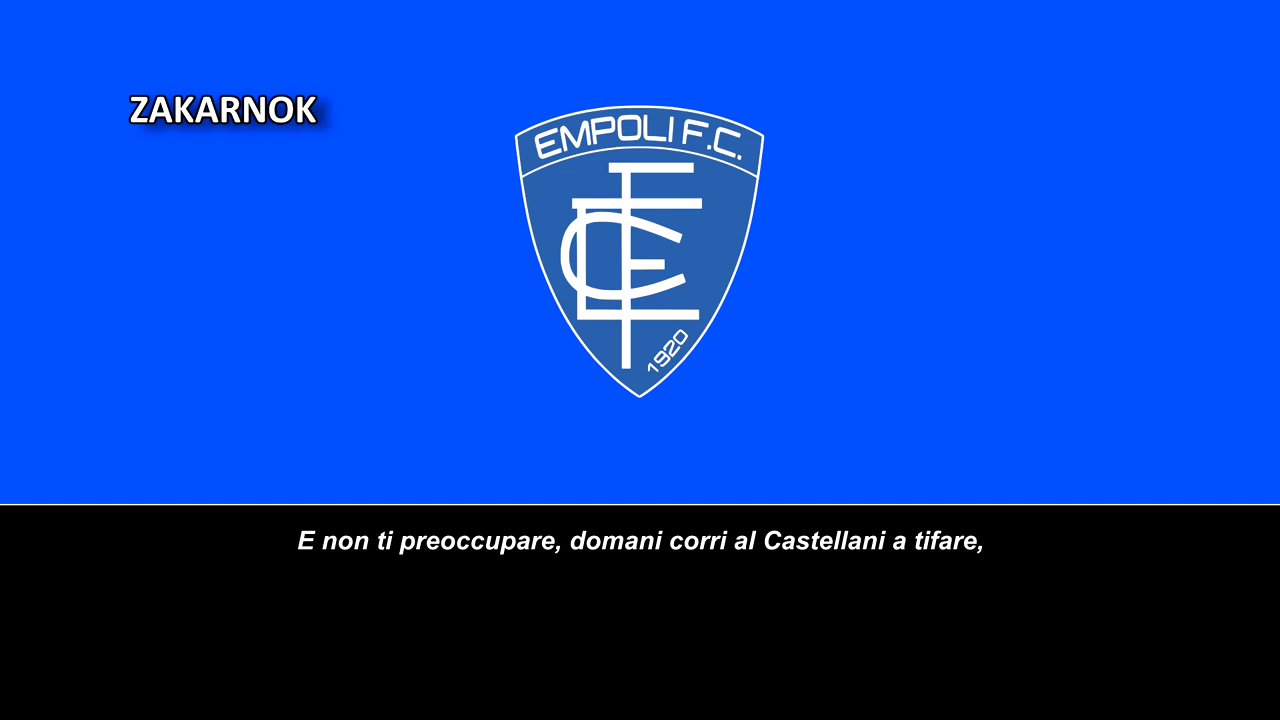 ZAKARNOK
EMPOLI F.C.
1920
E non ti preoccupare, domani corri al Castellani a tifare,